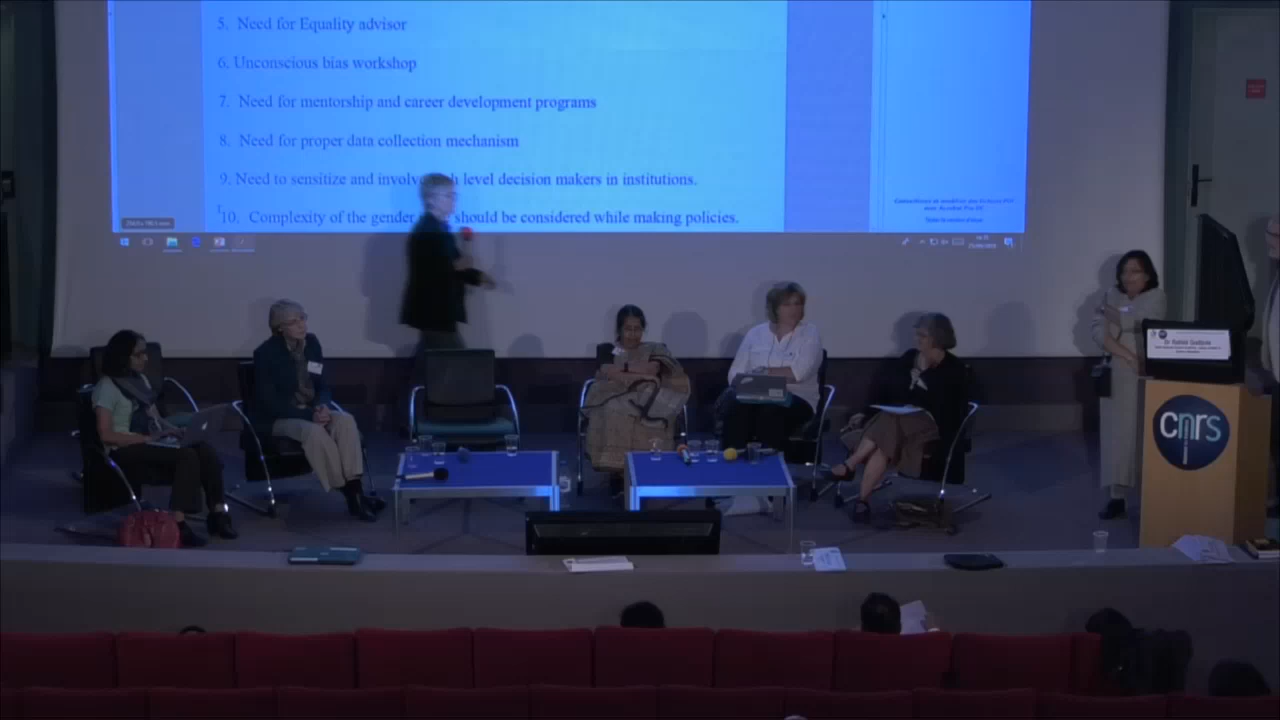 5. Need for Equality advisor
6. Unconscious bias workshop
7. Need for mentorship and career development programs
8. Need for proper data collection mechanism
9. Need to sensitize and involve level decision makers in institutions.
10. Complexity of the gender should be considered while making policies.
cnrs